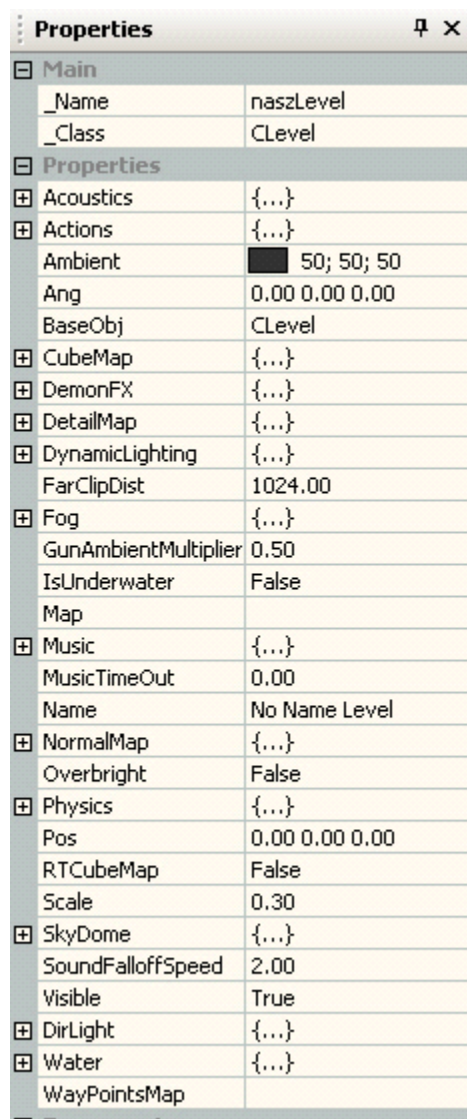 Properties
Main
_Name naszLevel
_Class CLevel
Properties
Acoustics {...}
Actions {...}
Ambient 50; 50; 50
Ang 0.00 0.00 0.00
BaseObj CLevel
CubeMap {...}
DemonFX {...}
DetailMap {...}
DynamicLighting {...}
FarClipDist 1024.00
Fog {...}
GunAmbientMultiplier 0.50
IsUnderwater False
Map
Music {...}
MusicTimeOut 0.00
Name No Name Level
NormalMap {...}
Overbright False
Physics {...}
Pos 0.00 0.00 0.00
RTCubeMap False
Scale 0.30
SkyDome {...}
SoundFalloffSpeed 2.00
Visible True
DirLight {...}
Water {...}
WayPointsMap